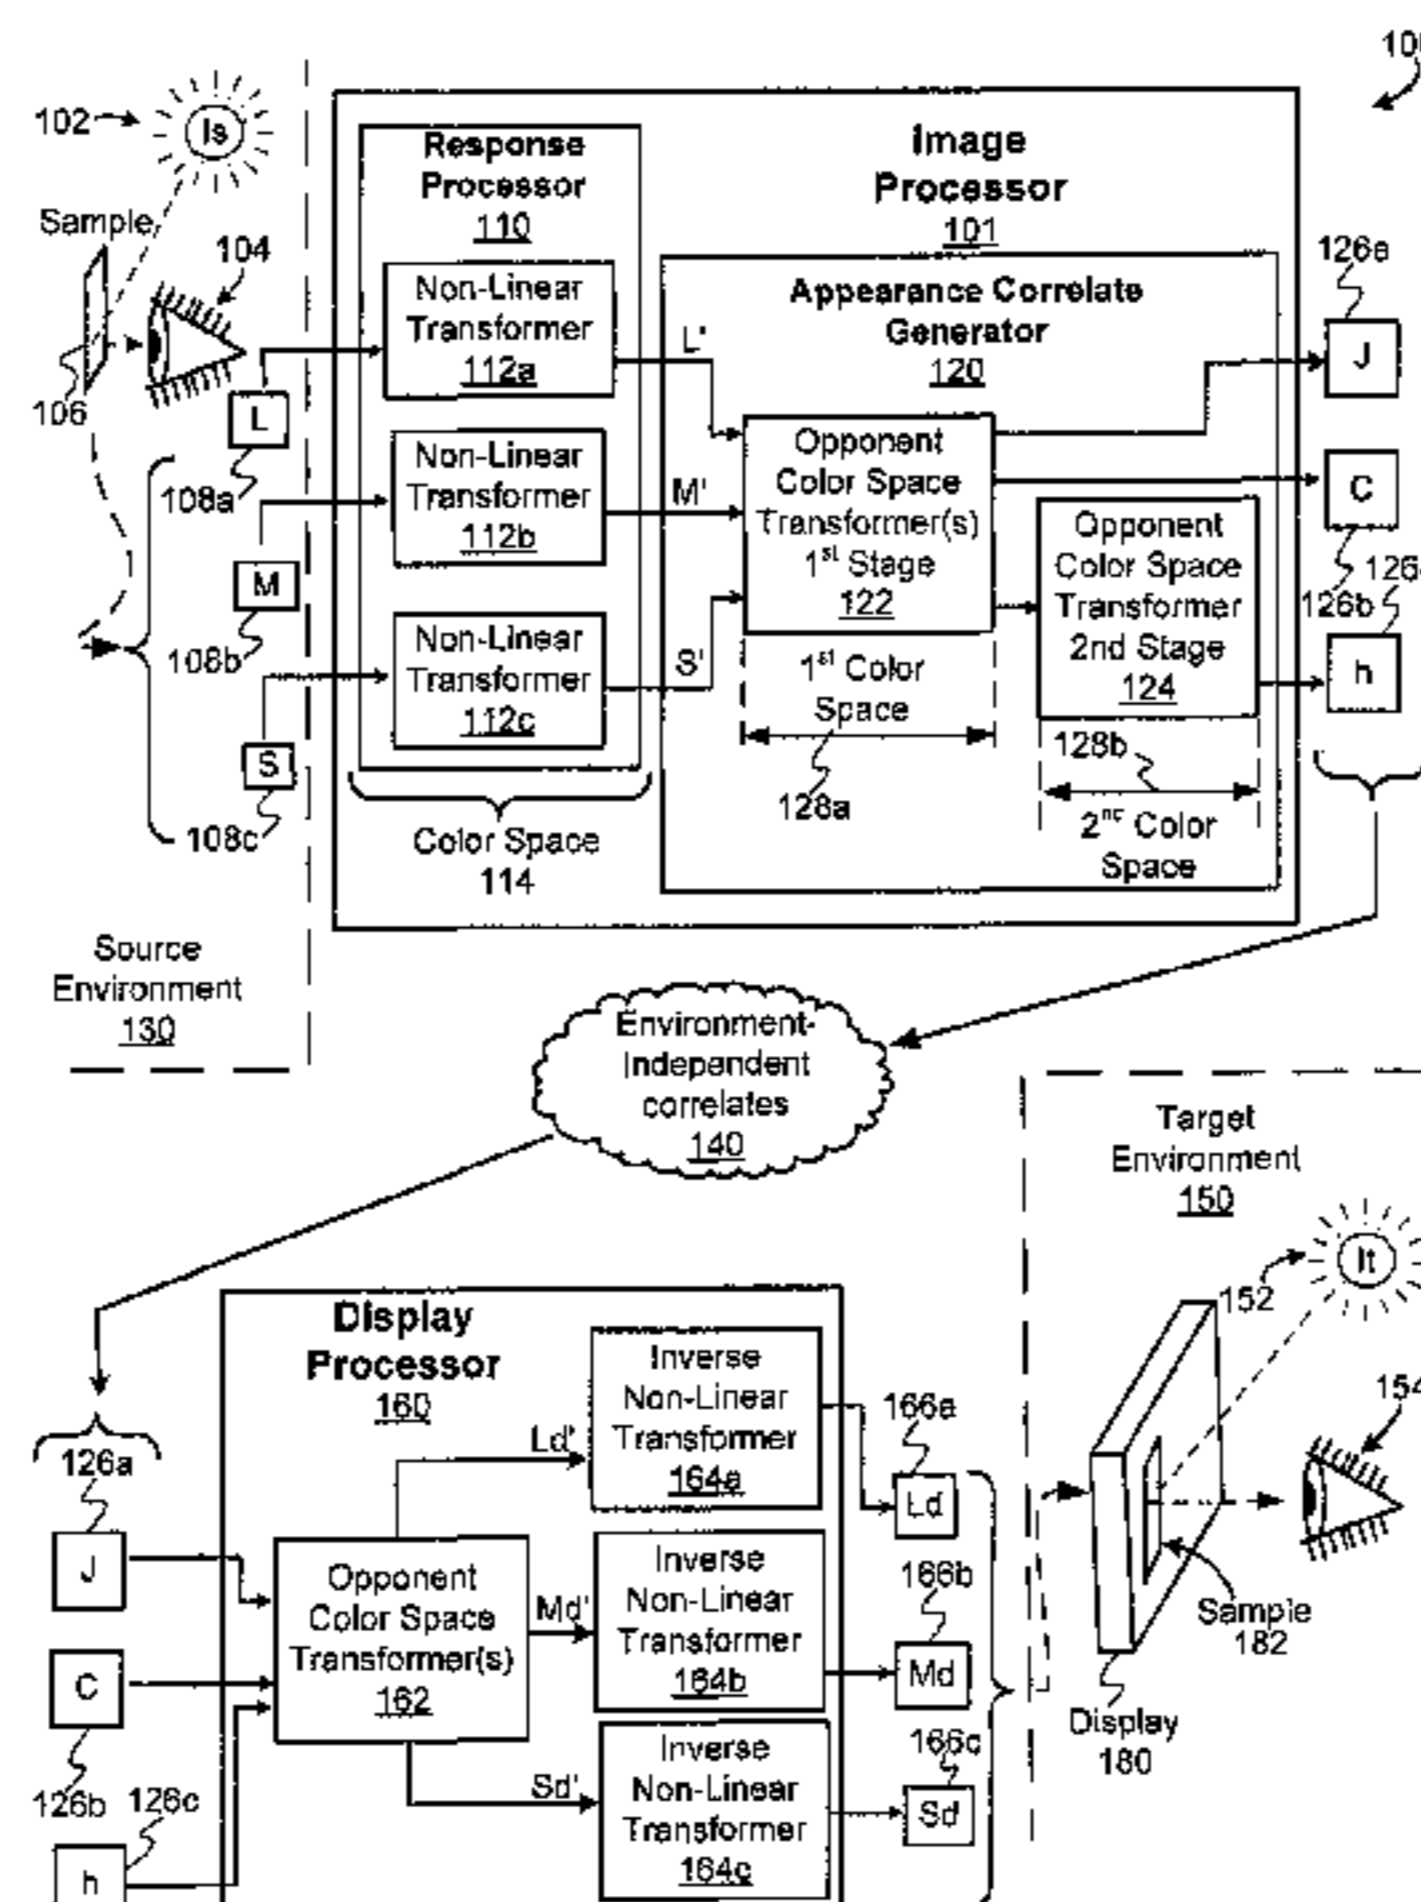 10
102
Is
Sample
104
106
L
108a
M
108b
S
108c
Source
Environment
130
Image
Processor
101
Response
Processor
110
Non-Linear
Transformer
112a
Non-Linear
Transformer
112b
Non-Linear
Transformer
112c
Color Space
114
L'
M'
S'
Appearance Correlate
Generator
120
Opponent
Color Space
Transformer(s)
1st Stage
122
1st Color
Space
128a
Opponent
Color Space
Transformer
2nd Stage
124
128b
2nd Color
Space
126a
J
C
126b
126
h
Environment-
Independent
correlates
140
Target
Environment
150
It
152
154
Sample
182
Display
180
Display
Processor
160
126a
J
C
126b
126c
h
Opponent
Color Space
Transformer(s)
162
Ld'
Md'
Sd'
Inverse
Non-Linear
Transformer
164a
Inverse
Non-Linear
Transformer
164b
Inverse
Non-Linear
Transformer
164c
166a
Ld
166b
Md
166c
Sd